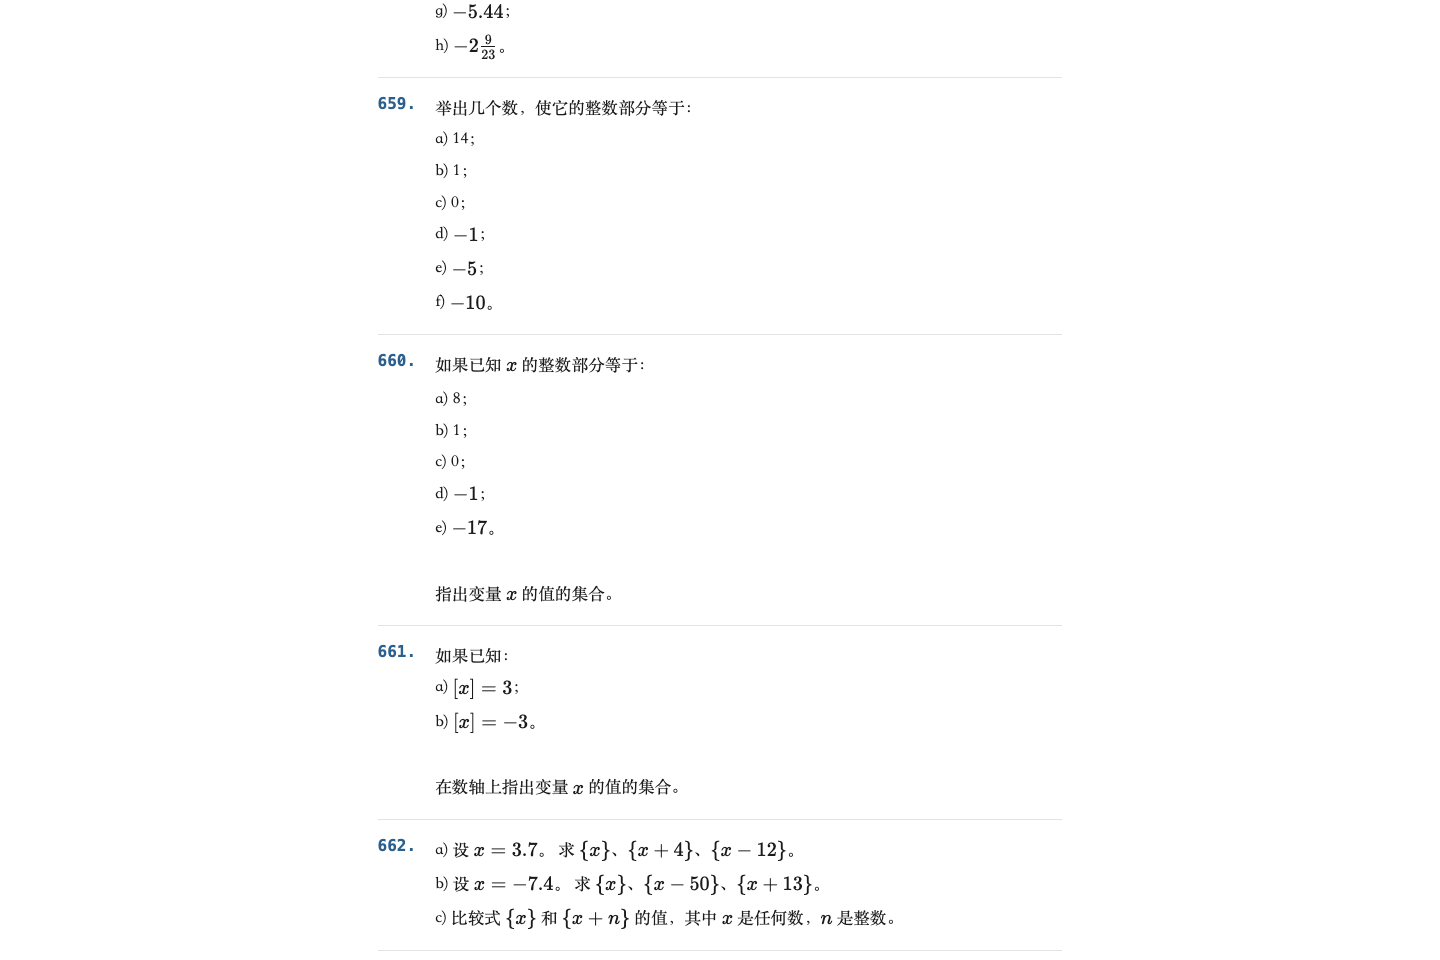 g) −5.44；
h) −2 9/23。
659. 举出几个数，使它的整数部分等于：
a) 14；
b) 1；
c) 0；
d) −1；
e) −5；
f) −10。
660. 如果已知 x 的整数部分等于：
a) 8；
b) 1；
c) 0；
d) −1；
e) −17。
指出变量 x 的值的集合。
661. 如果已知：
a) [x] = 3；
b) [x] = −3。
在数轴上指出变量 x 的值的集合。
662. a) 设 x = 3.7。 求 {x}、{x + 4}、{x − 12}。
b) 设 x = −7.4。 求 {x}、{x − 50}、{x + 13}。
c) 比较式 {x} 和 {x + n} 的值，其中 x 是任何数，n 是整数。